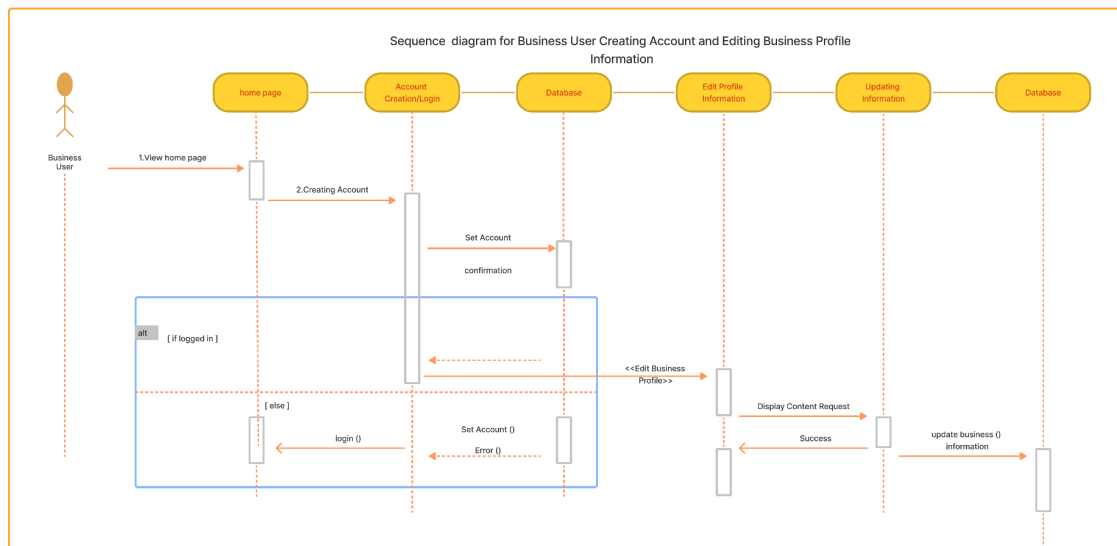 Sequence diagram for Business User Creating Account and Editing Business Profile
Information
home page
Account
Creation/Login
Database
Edit Profile
Information
Updating
Information
Database
Business
User
1.View home page
2.Creating Account
Set Account
confirmation
alt
[ if logged in ]
<<Edit Business
Profile>>
[ else ]
Display Content Request
login ()
Set Account ()
Error ()
Success
update business ()
information